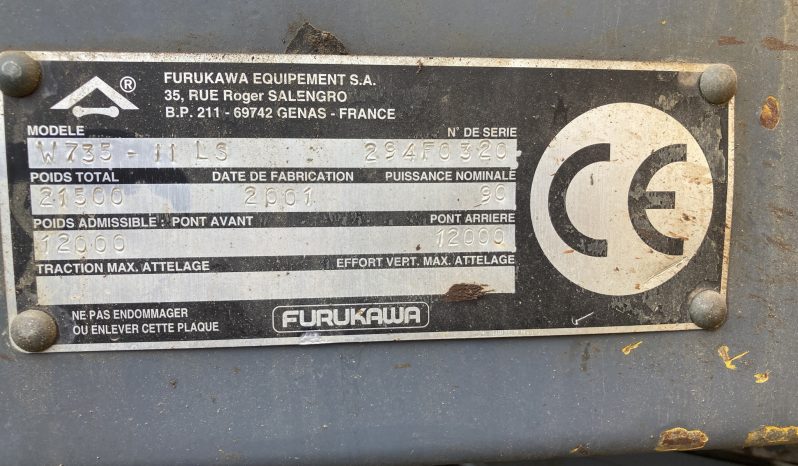 ®
FURUKAWA EQUIPEMENT S.A.
35, RUE Roger SALENGRO
B.P. 211 - 69742 GENAS - FRANCE
MODELE N° DE SERIE
W735 - 11 LS 294F0320
POIDS TOTAL DATE DE FABRICATION PUISSANCE NOMINALE
21500 2001 90
POIDS ADMISSIBLE : PONT AVANT PONT ARRIERE
12000 12000
TRACTION MAX. ATTELAGE EFFORT VERT. MAX. ATTELAGE
NE PAS ENDOMMAGER
OU ENLEVER CETTE PLAQUE
FURUKAWA
CE